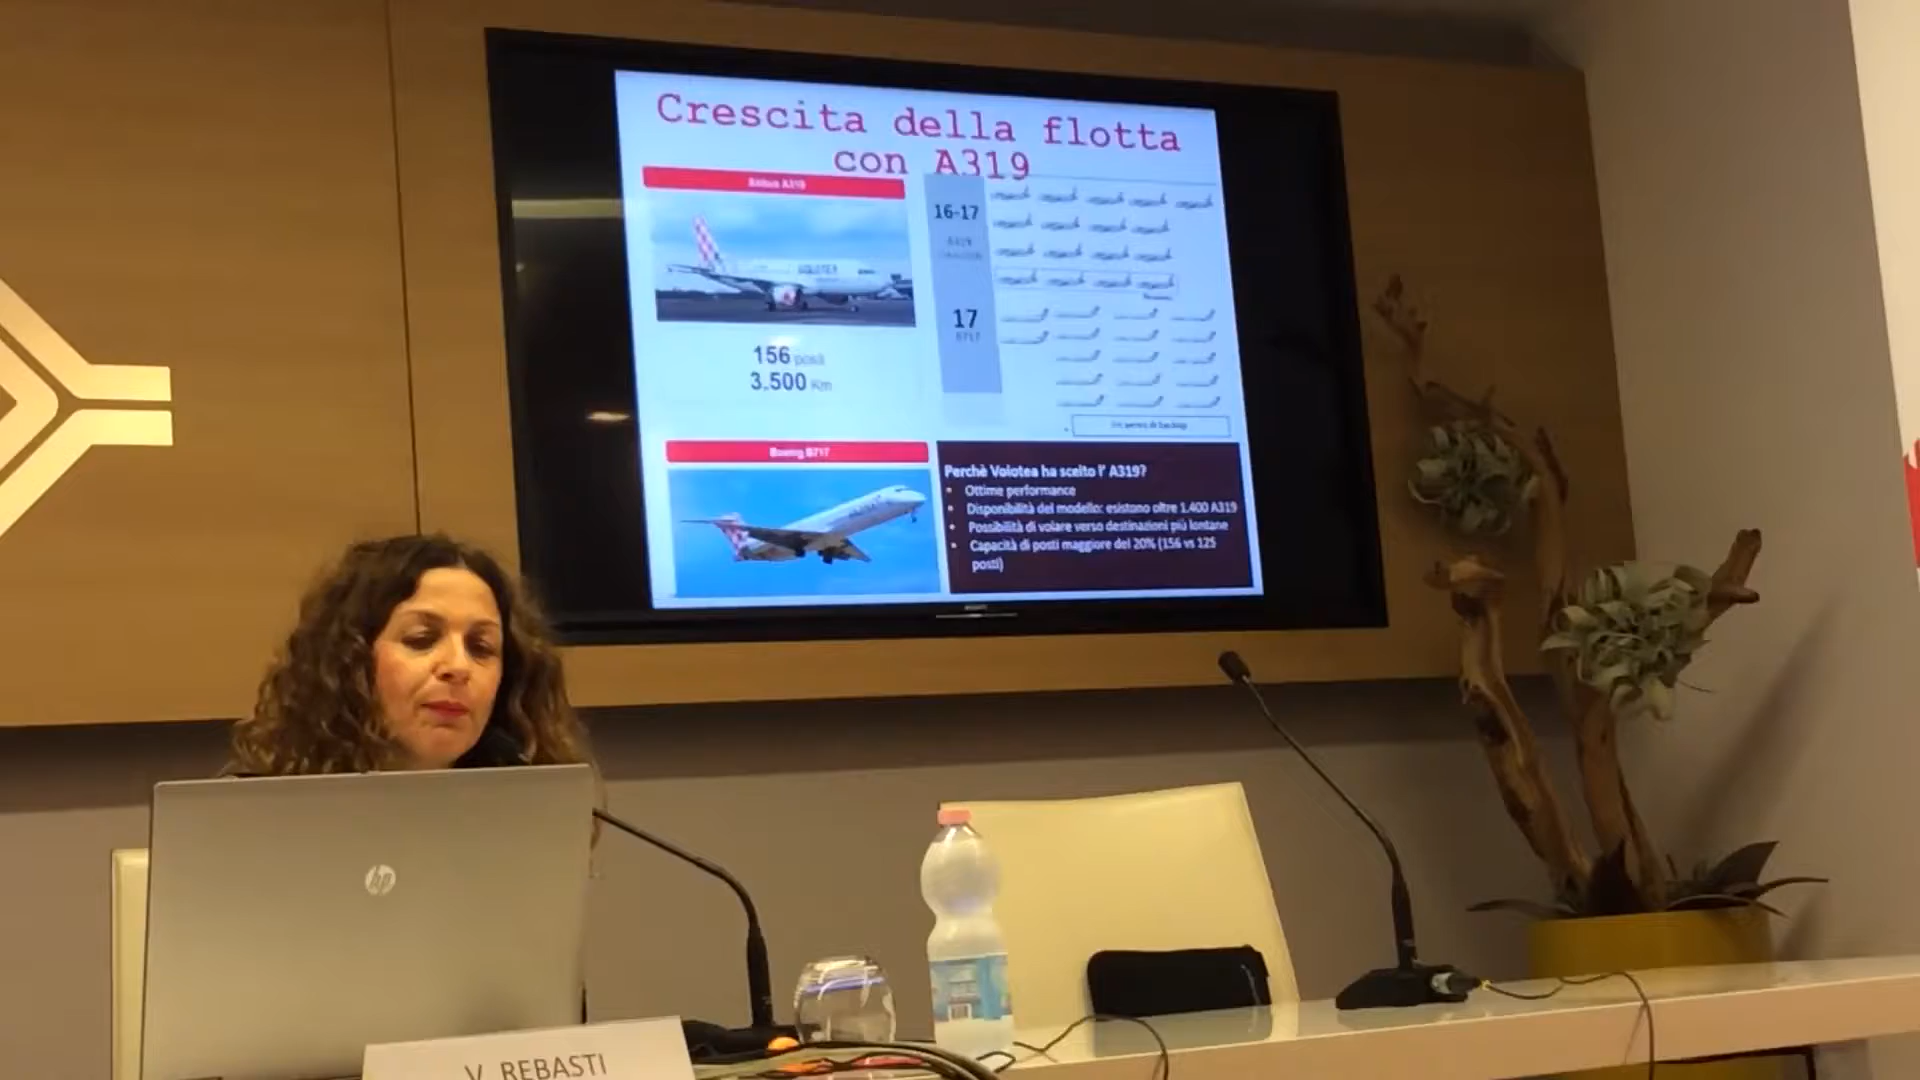 Crescita della flotta
con A319
Airbus A319
16-17
A319
VOLOTEA
17
B717
156 posti
3.500 Km
Boeing B717
Perchè Volotea ha scelto l' A319?
• Ottime performance
• Disponibilità del modello: esistono oltre 1.400 A319
• Possibilità di volare verso destinazioni più lontane
• Capacità di posti maggiore del 20% (156 vs 125
posti)
hp
V. REBASTI